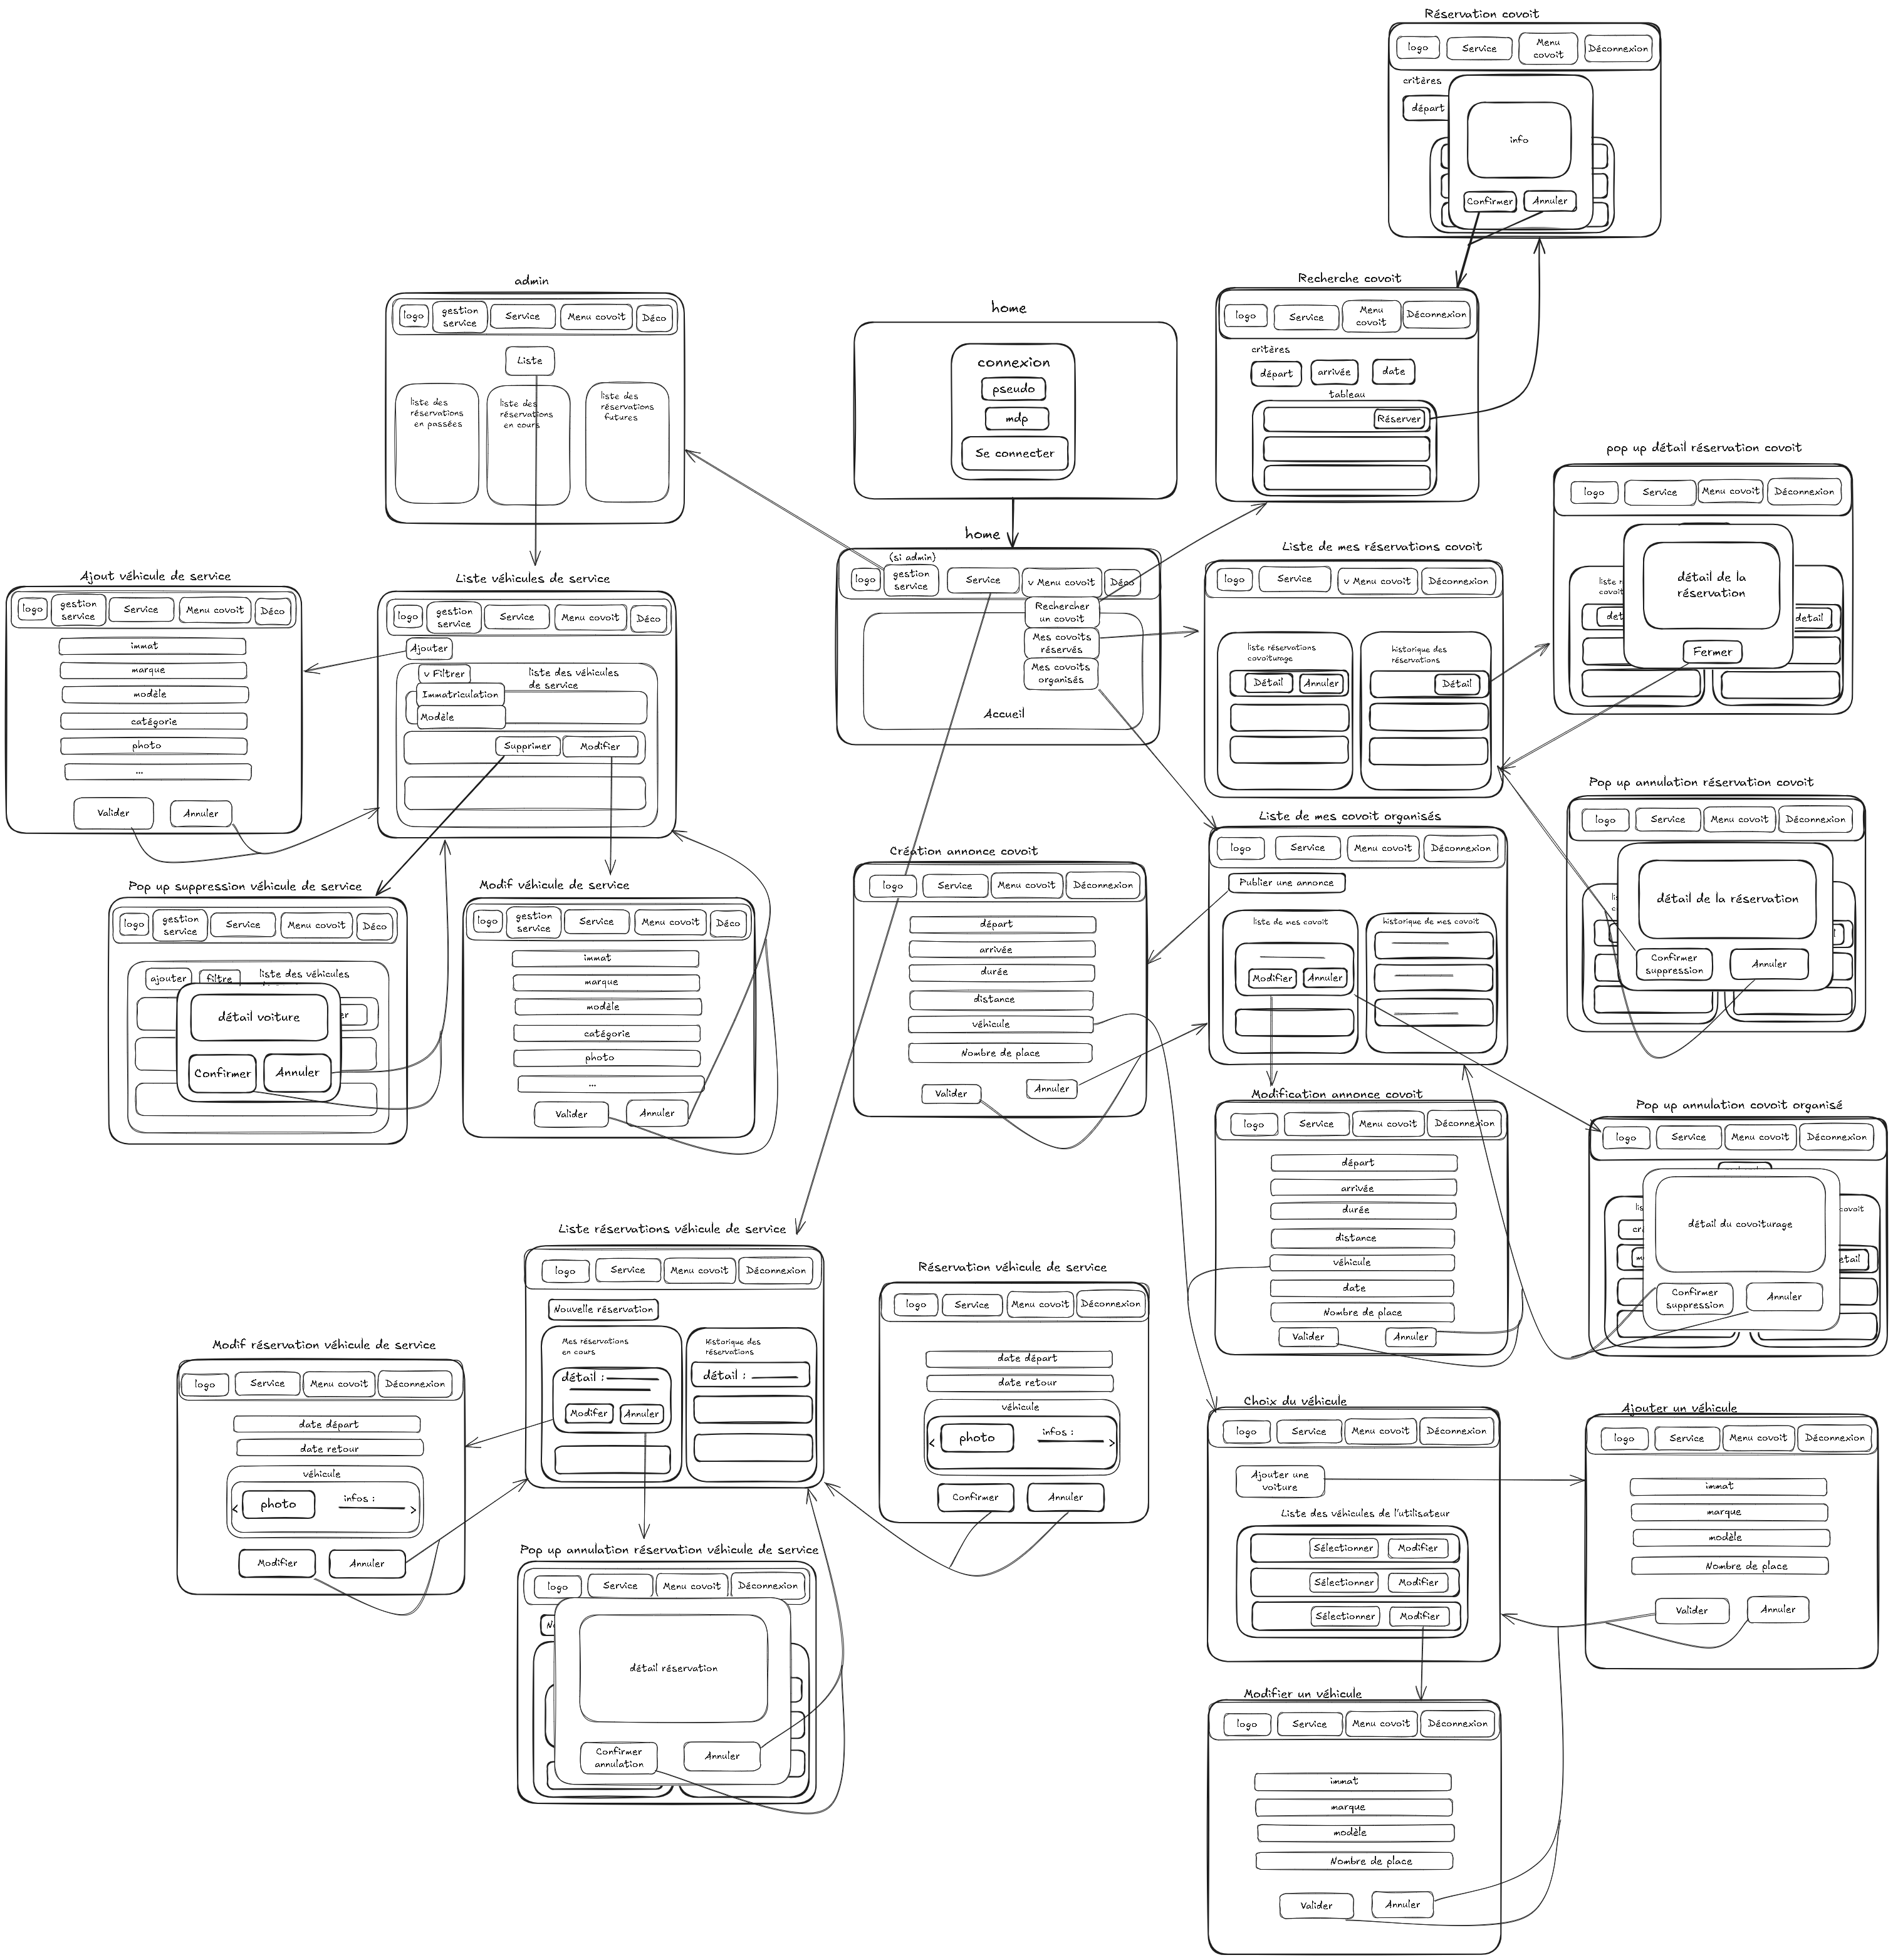 Réservation covoit
logo
Service
Menu
covoit
Déconnexion
critères
départ
info
Confirmer
Annuler
admin
logo
gestion
service
Service
Menu covoit
Déco
Liste
liste des
réservations
en passées
liste des
réservations
en cours
liste des
réservations
futures
home
connexion
pseudo
mdp
Se connecter
Recherche covoit
logo
Service
Menu
covoit
Déconnexion
critères
départ
arrivée
date
tableau
Réserver
pop up détail réservation covoit
logo
Service
Menu covoit
Déconnexion
détail de la
réservation
detail
Fermer
home
(si admin)
logo
gestion
service
Service
v Menu covoit
Déco
Rechercher
un covoit
Mes covoits
réservés
Mes covoits
organisés
Accueil
Liste de mes réservations covoit
logo
Service
v Menu covoit
Déconnexion
liste réservations
covoiturage
Détail
Annuler
historique des
réservations
Détail
Ajout véhicule de service
logo
gestion
service
Service
Menu covoit
Déco
immat
marque
modèle
catégorie
photo
...
Valider
Annuler
Liste véhicules de service
logo
gestion
service
Service
Menu covoit
Déco
Ajouter
v Filtrer
liste des véhicules
de service
Immatriculation
Modèle
Supprimer
Modifier
Pop up annulation réservation covoit
logo
Service
Menu covoit
Déconnexion
détail de la réservation
Confirmer
suppression
Annuler
Liste de mes covoit organisés
logo
Service
Menu covoit
Déconnexion
Publier une annonce
liste de mes covoit
Modifier
Annuler
historique de mes covoit
Création annonce covoit
logo
Service
Menu covoit
Déconnexion
départ
arrivée
durée
distance
véhicule
Nombre de place
Valider
Annuler
Pop up suppression véhicule de service
logo
gestion
service
Service
Menu covoit
Déco
ajouter
filtre
liste des véhicules
détail voiture
er
Confirmer
Annuler
Modif véhicule de service
logo
gestion
service
Service
Menu covoit
Déco
immat
marque
modèle
catégorie
photo
...
Valider
Annuler
Modification annonce covoit
logo
Service
Menu covoit
Déconnexion
départ
arrivée
durée
distance
véhicule
date
Nombre de place
Valider
Annuler
Pop up annulation covoit organisé
logo
Service
Menu covoit
Déconnexion
covoit
détail du covoiturage
etail
Confirmer
suppression
Annuler
Liste réservations véhicule de service
logo
Service
Menu covoit
Déconnexion
Nouvelle réservation
Mes réservations
en cours
détail :
Modifer
Annuler
Historique des
réservations
détail :
Réservation véhicule de service
logo
Service
Menu covoit
Déconnexion
date départ
date retour
véhicule
<
photo
infos :
>
Confirmer
Annuler
Modif réservation véhicule de service
logo
Service
Menu covoit
Déconnexion
date départ
date retour
véhicule
<
photo
infos :
>
Modifier
Annuler
Pop up annulation réservation véhicule de service
logo
Service
Menu covoit
Déconnexion
détail réservation
Confirmer
annulation
Annuler
Choix du véhicule
logo
Service
Menu covoit
Déconnexion
Ajouter une
voiture
Liste des véhicules de l'utilisateur
Sélectionner
Modifier
Sélectionner
Modifier
Sélectionner
Modifier
Ajouter un véhicule
logo
Service
Menu covoit
Déconnexion
immat
marque
modèle
Nombre de place
Valider
Annuler
Modifier un véhicule
logo
Service
Menu covoit
Déconnexion
immat
marque
modèle
Nombre de place
Valider
Annuler